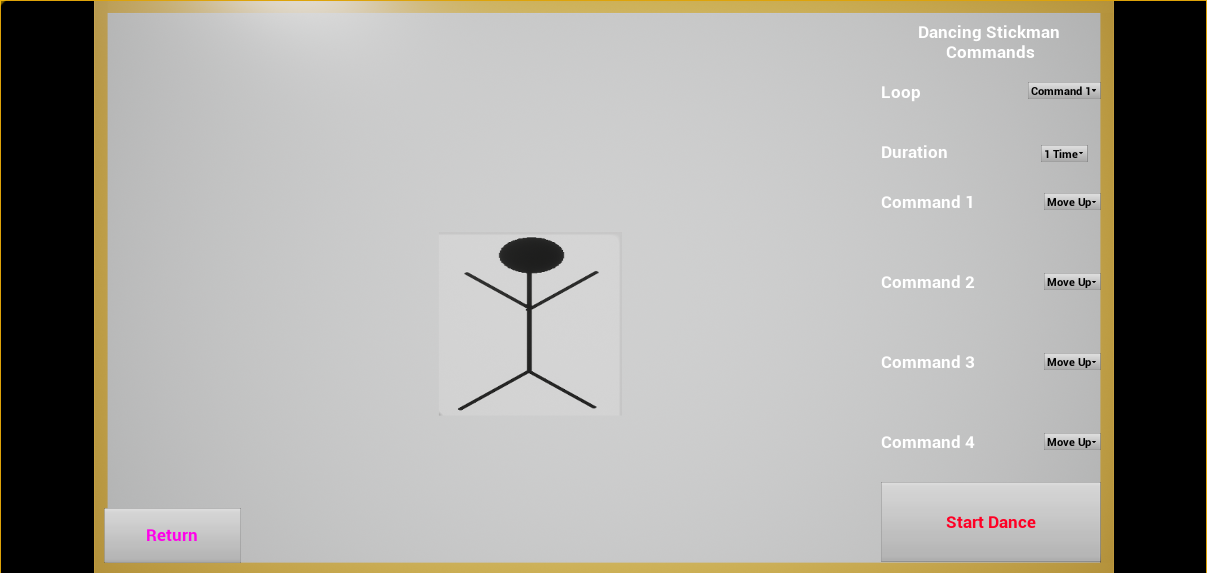 Dancing Stickman
Commands
Loop
Command 1
Duration
1 Time
Command 1
Move Up
Command 2
Move Up
Command 3
Move Up
Command 4
Move Up
Return
Start Dance